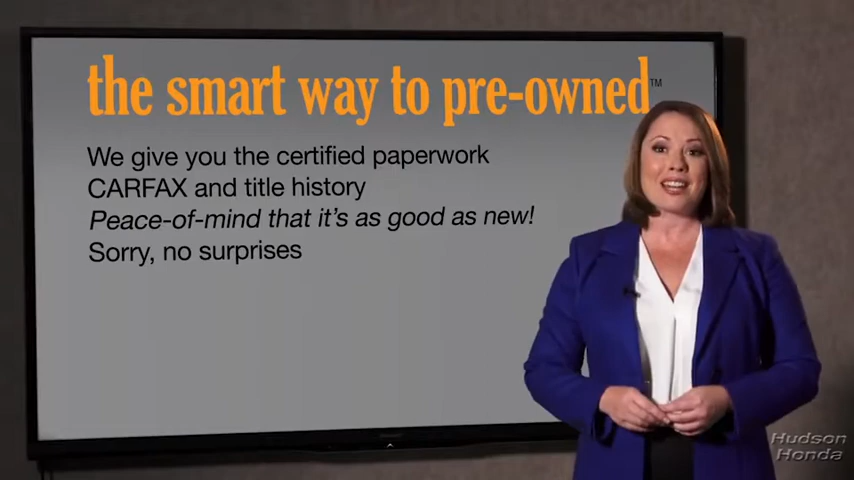 the smart way to pre-owned™
We give you the certified paperwork
CARFAX and title history
Peace-of-mind that it's as good as new!
Sorry, no surprises
Hudson
Honda